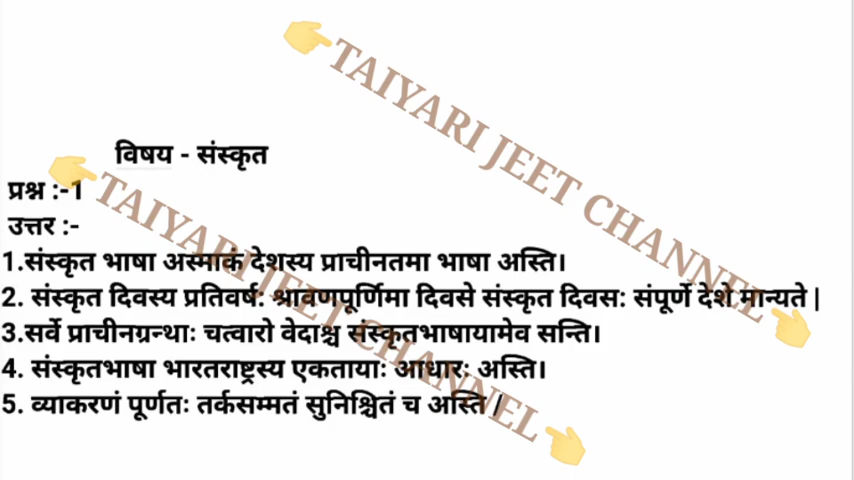 TAIYARI JEET CHANNEL
विषय - संस्कृत
प्रश्न :-1
TAIYARI JEET CHANNEL
उत्तर :-
1.संस्कृत भाषा अस्माकं देशस्य प्राचीनतमा भाषा अस्ति।
2. संस्कृत दिवस्य प्रतिवर्ष: श्रावणपूर्णिमा दिवसे संस्कृत दिवस: संपूर्णे देशे मान्यते |
3.सर्वे प्राचीनग्रन्थाः चत्वारो वेदाश्च संस्कृतभाषायामेव सन्ति।
4. संस्कृतभाषा भारतराष्ट्रस्य एकतायाः आधारः अस्ति।
5. व्याकरणं पूर्णतः तर्कसम्मतं सुनिश्चितं च अस्ति |